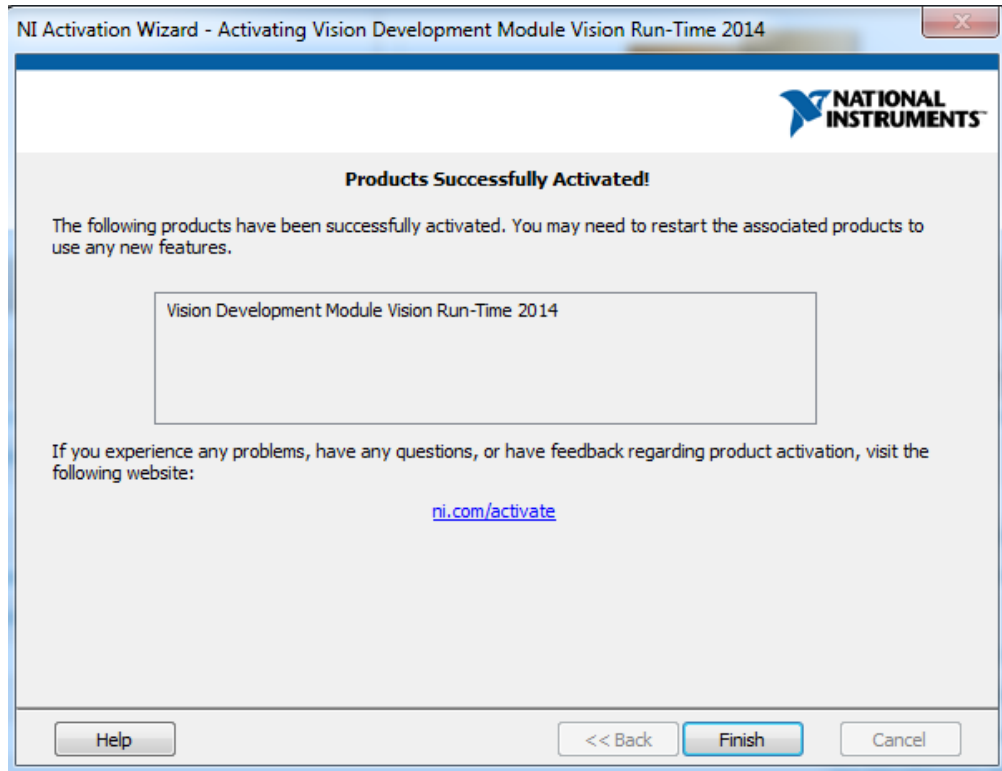 NI Activation Wizard - Activating Vision Development Module Vision Run-Time 2014
NATIONAL
INSTRUMENTS™
Products Successfully Activated!
The following products have been successfully activated. You may need to restart the associated products to
use any new features.
Vision Development Module Vision Run-Time 2014
If you experience any problems, have any questions, or have feedback regarding product activation, visit the
following website:
ni.com/activate
Help
<< Back
Finish
Cancel